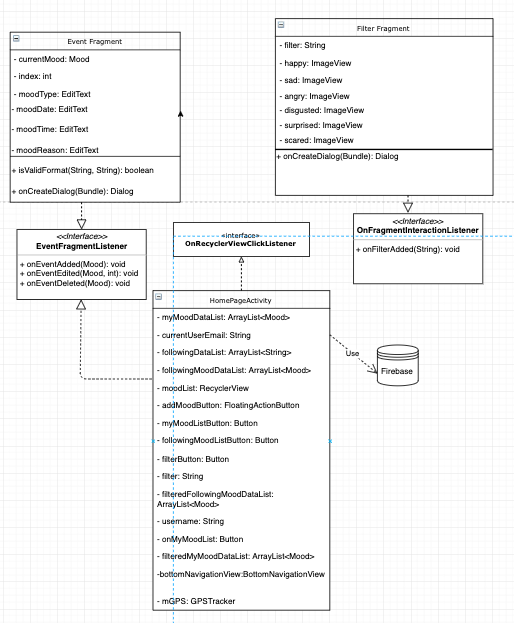 Event Fragment
- currentMood: Mood
- index: int
- moodType: EditText
- moodDate: EditText
- moodTime: EditText
- moodReason: EditText
+ isValidFormat(String, String): boolean
+ onCreateDialog(Bundle): Dialog
Filter Fragment
- filter: String
- happy: ImageView
- sad: ImageView
- angry: ImageView
- disgusted: ImageView
- surprised: ImageView
- scared: ImageView
+ onCreateDialog(Bundle): Dialog
<<Interface>>
EventFragmentListener
+ onEventAdded(Mood): void
+ onEventEdited(Mood, int): void
+ onEventDeleted(Mood): void
«interface»
OnRecyclerViewClickListener
<<Interface>>
OnFragmentInteractionListener
+ onFilterAdded(String): void
HomePageActivity
- myMoodDataList: ArrayList<Mood>
- currentUserEmail: String
- followingDataList: ArrayList<String>
- followingMoodDataList: ArrayList<Mood>
- moodList: RecyclerView
- addMoodButton: FloatingActionButton
- myMoodListButton: Button
- followingMoodListButton: Button
- filterButton: Button
- filter: String
- filteredFollowingMoodDataList:
ArrayList<Mood>
- username: String
- onMyMoodList: Button
- filteredMyMoodDataList: ArrayList<Mood>
-bottomNavigationView:BottomNavigationView
- mGPS: GPSTracker
Use
Firebase